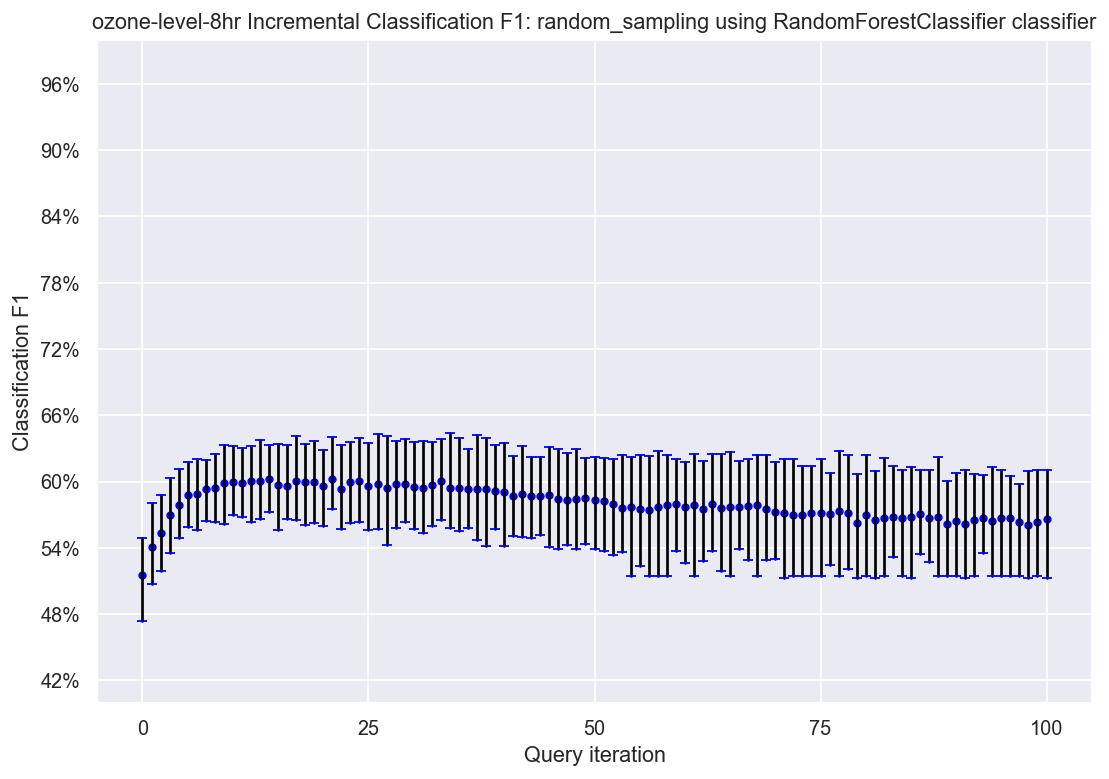 ozone-level-8hr Incremental Classification F1: random_sampling using RandomForestClassifier classifier
96%
90%
84%
78%
72%
66%
60%
54%
48%
42%
Classification F1
0 25 50 75 100
Query iteration